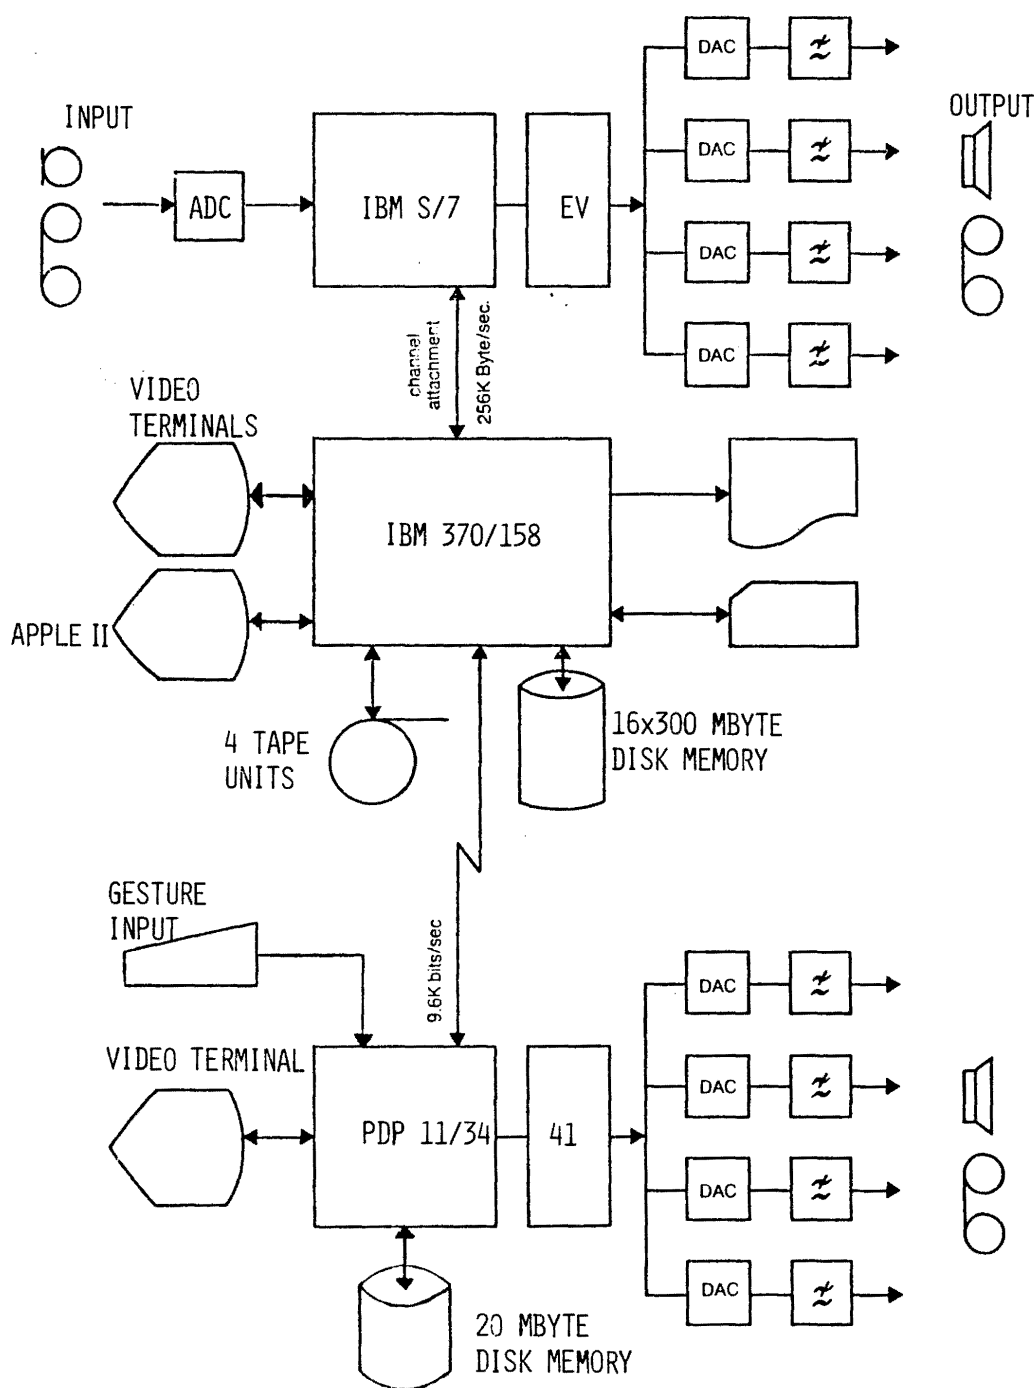 INPUT
ADC
IBM S/7
EV
DAC
DAC
DAC
DAC
OUTPUT
channel
attachment
256K Byte/sec.
VIDEO
TERMINALS
APPLE II
IBM 370/158
4 TAPE
UNITS
16x300 MBYTE
DISK MEMORY
GESTURE
INPUT
9.6K bits/sec
VIDEO TERMINAL
PDP 11/34
41
DAC
DAC
DAC
DAC
20 MBYTE
DISK MEMORY